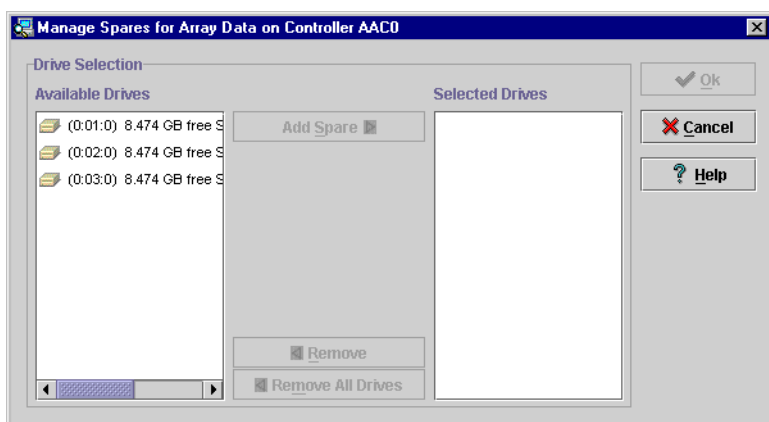 Manage Spares for Array Data on Controller AAC0
Drive Selection
Available Drives
Selected Drives
(0:01:0) 8.474 GB free S
(0:02:0) 8.474 GB free S
(0:03:0) 8.474 GB free S
Add Spare
Remove
Remove All Drives
Ok
Cancel
Help